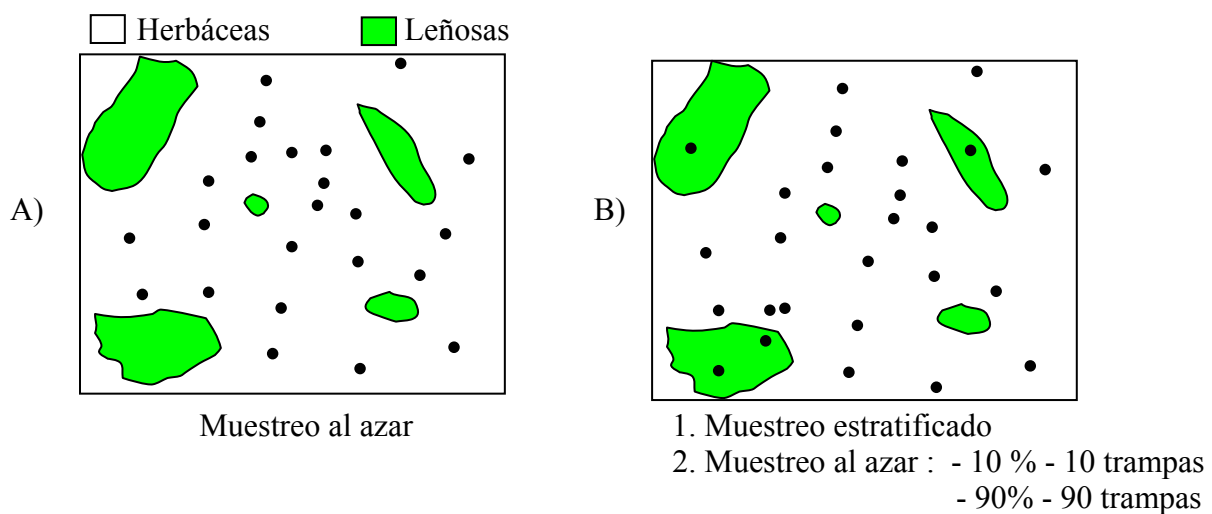 Herbáceas
Leñosas
A)
Muestreo al azar
B)
1. Muestreo estratificado
2. Muestreo al azar : - 10 % - 10 trampas
- 90% - 90 trampas